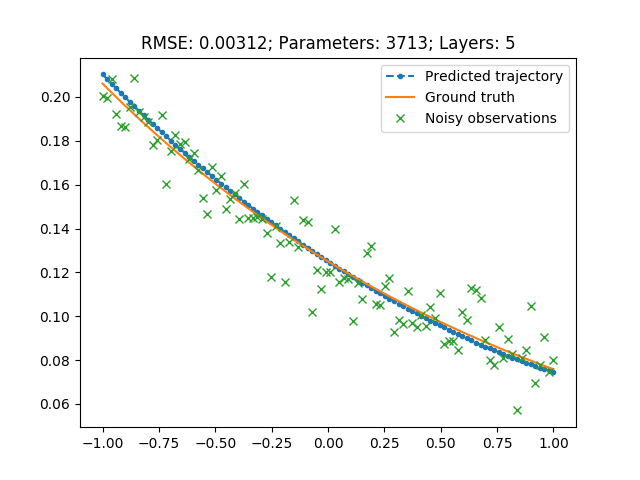 RMSE: 0.00312; Parameters: 3713; Layers: 5
Predicted trajectory
Ground truth
Noisy observations
0.20
0.18
0.16
0.14
0.12
0.10
0.08
0.06
−1.00 −0.75 −0.50 −0.25 0.00 0.25 0.50 0.75 1.00